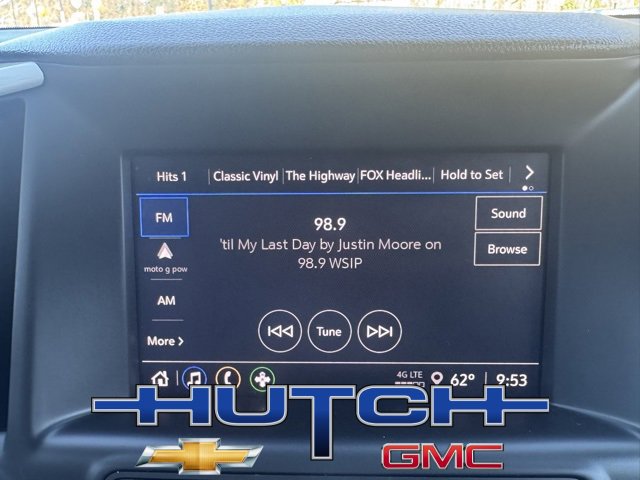 Hits 1 Classic Vinyl The Highway FOX Headli... Hold to Set
FM
98.9
Sound
'til My Last Day by Justin Moore on
98.9 WSIP
Browse
moto g pow
AM
Tune
More
4G LTE
62° 9:53
HUTCH
GMC